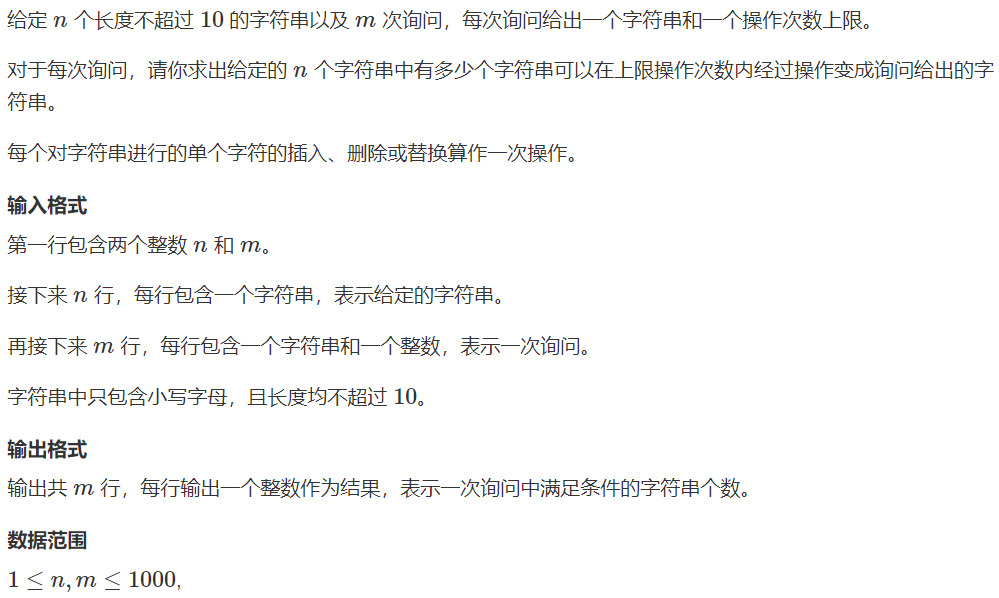 给定 n 个长度不超过 10 的字符串以及 m 次询问，每次询问给出一个字符串和一个操作次数上限。
对于每次询问，请你求出给定的 n 个字符串中有多少个字符串可以在上限操作次数内经过操作变成询问给出的字
符串。
每个对字符串进行的单个字符的插入、删除或替换算作一次操作。
输入格式
第一行包含两个整数 n 和 m。
接下来 n 行，每行包含一个字符串，表示给定的字符串。
再接下来 m 行，每行包含一个字符串和一个整数，表示一次询问。
字符串中只包含小写字母，且长度均不超过 10。
输出格式
输出共 m 行，每行输出一个整数作为结果，表示一次询问中满足条件的字符串个数。
数据范围
1 ≤ n, m ≤ 1000,